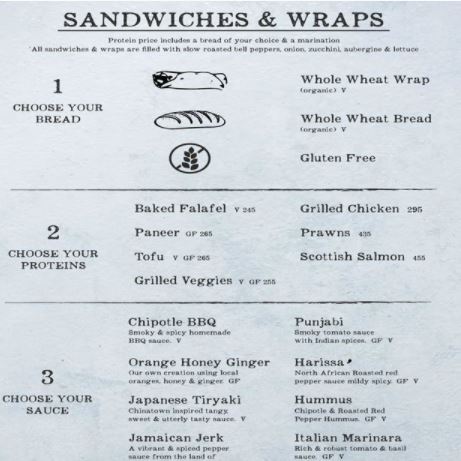 SANDWICHES & WRAPS
Protein price includes a bread of your choice & a marination
*All sandwiches & wraps are filled with slow roasted bell peppers, onion, zucchini, aubergine & lettuce
1
CHOOSE YOUR
BREAD
Whole Wheat Wrap
(organic) V
Whole Wheat Bread
(organic) V
Gluten Free
2
CHOOSE YOUR
PROTEINS
Baked Falafel V 245
Paneer GF 265
Tofu V GF 265
Grilled Veggies V GF 255
Grilled Chicken 295
Prawns 435
Scottish Salmon 455
3
CHOOSE YOUR
SAUCE
Chipotle BBQ
Smoky & spicy homemade
BBQ sauce. V
Orange Honey Ginger
Our own creation using local
oranges, honey & ginger. GF
Japanese Tiryaki
Chinatown inspired tangy,
sweet & utterly tasty sauce. V
Jamaican Jerk
A vibrant & spiced pepper
sauce from the land of
Punjabi
Smoky tomato sauce
with Indian spices. GF V
Harissa
North African Roasted red
pepper sauce mildy spicy. GF V
Hummus
Chipotle & Roasted Red
Pepper Hummus. GF V
Italian Marinara
Rich & robust tomato & basil
sauce. GF V